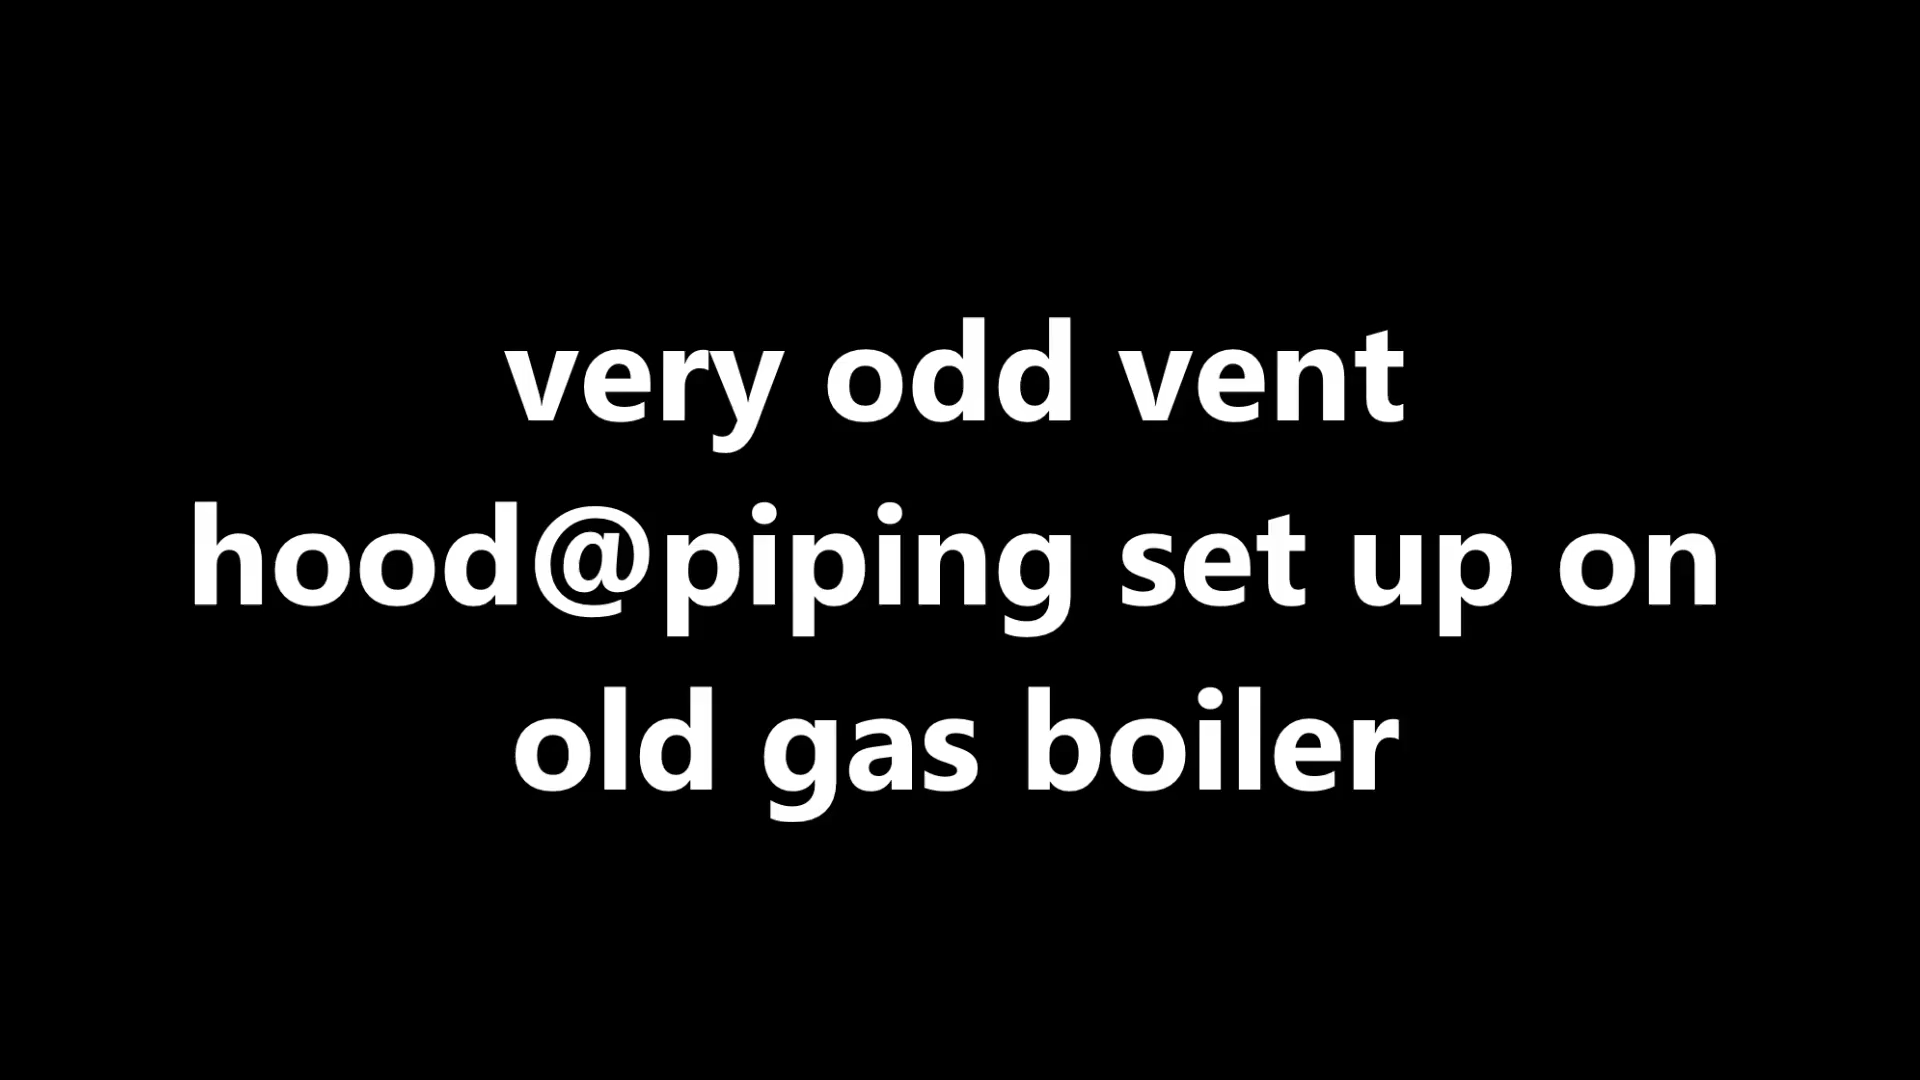 very odd vent
hood@piping set up on
old gas boiler